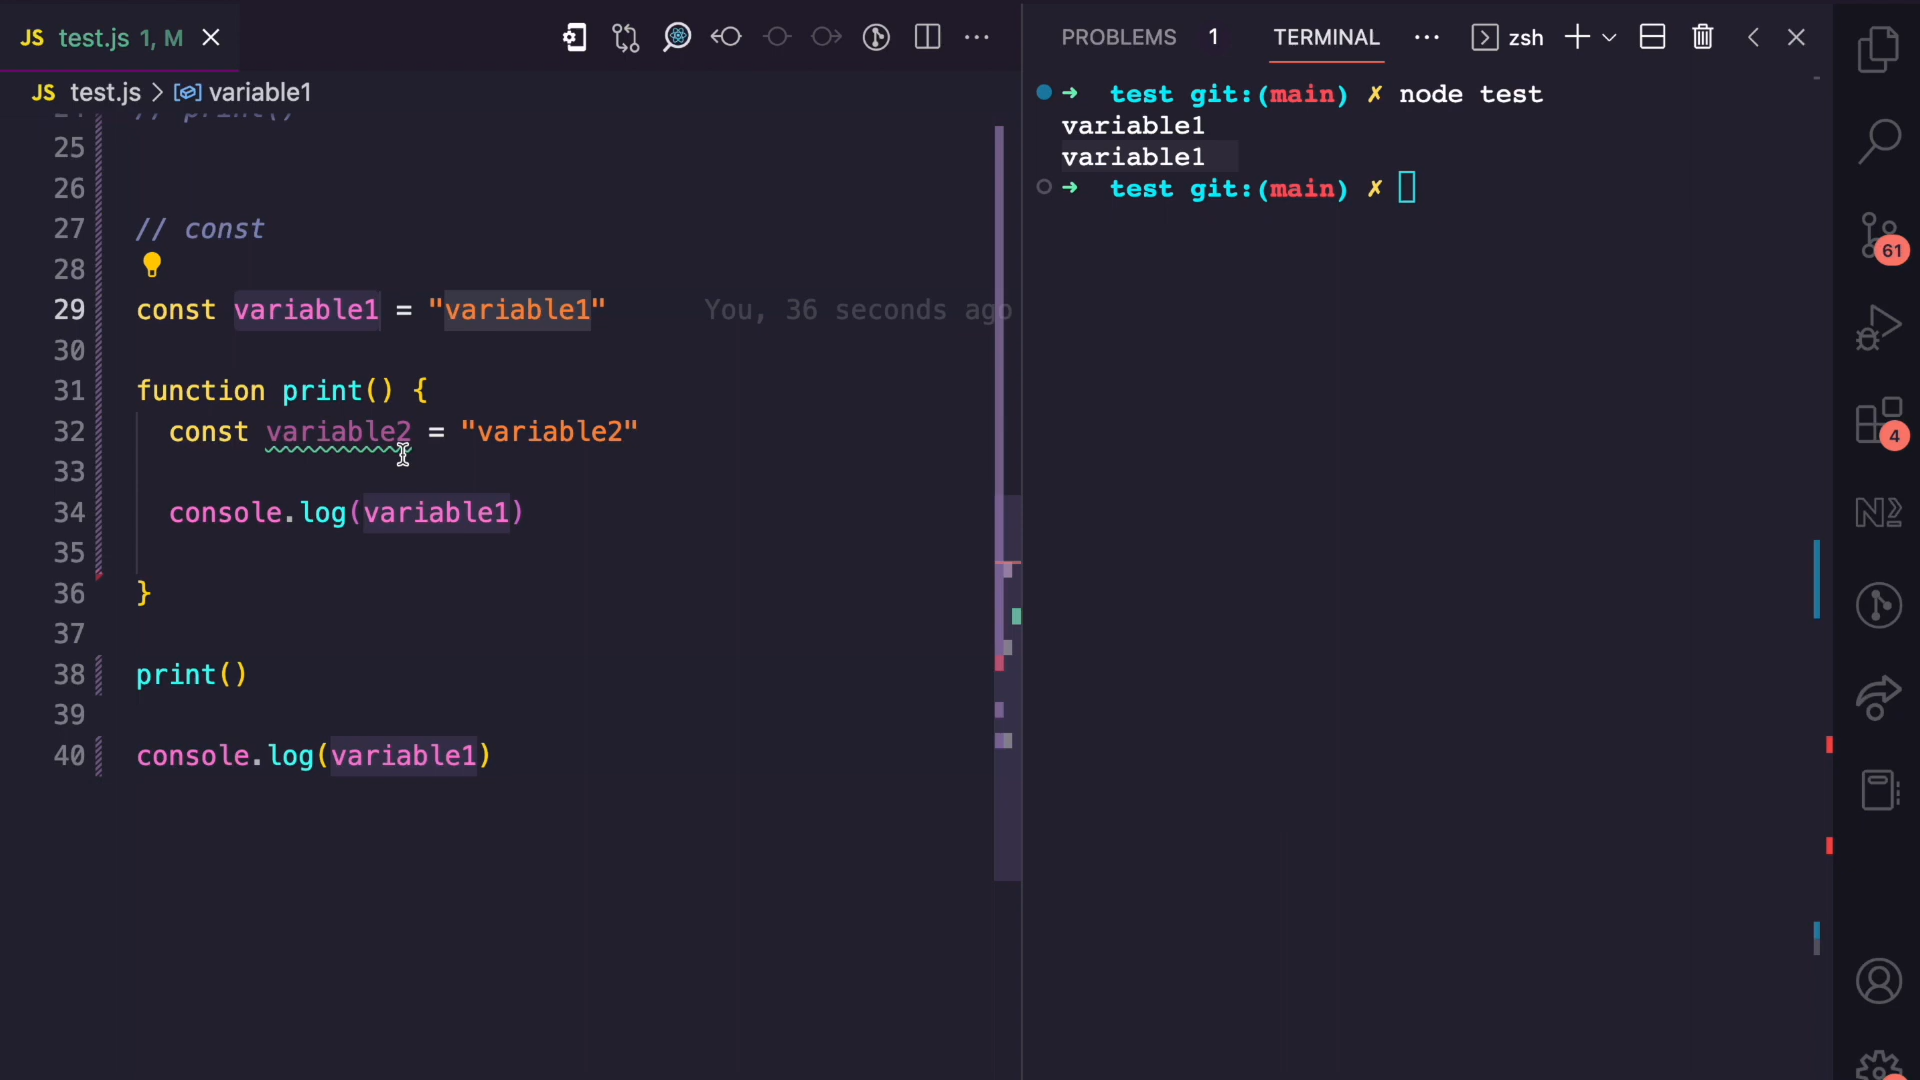 JS test.js 1, M
JS test.js > variable1
24 // print()
25
26
27 // const
28
29 const variable1 = "variable1" You, 36 seconds ago
30
31 function print() {
32 const variable2 = "variable2"
33
34 console.log(variable1)
35
36 }
37
38 print()
39
40 console.log(variable1)
PROBLEMS 1 TERMINAL ··· zsh
➜ test git:(main) ✗ node test
variable1
variable1
➜ test git:(main) ✗
61
4
N